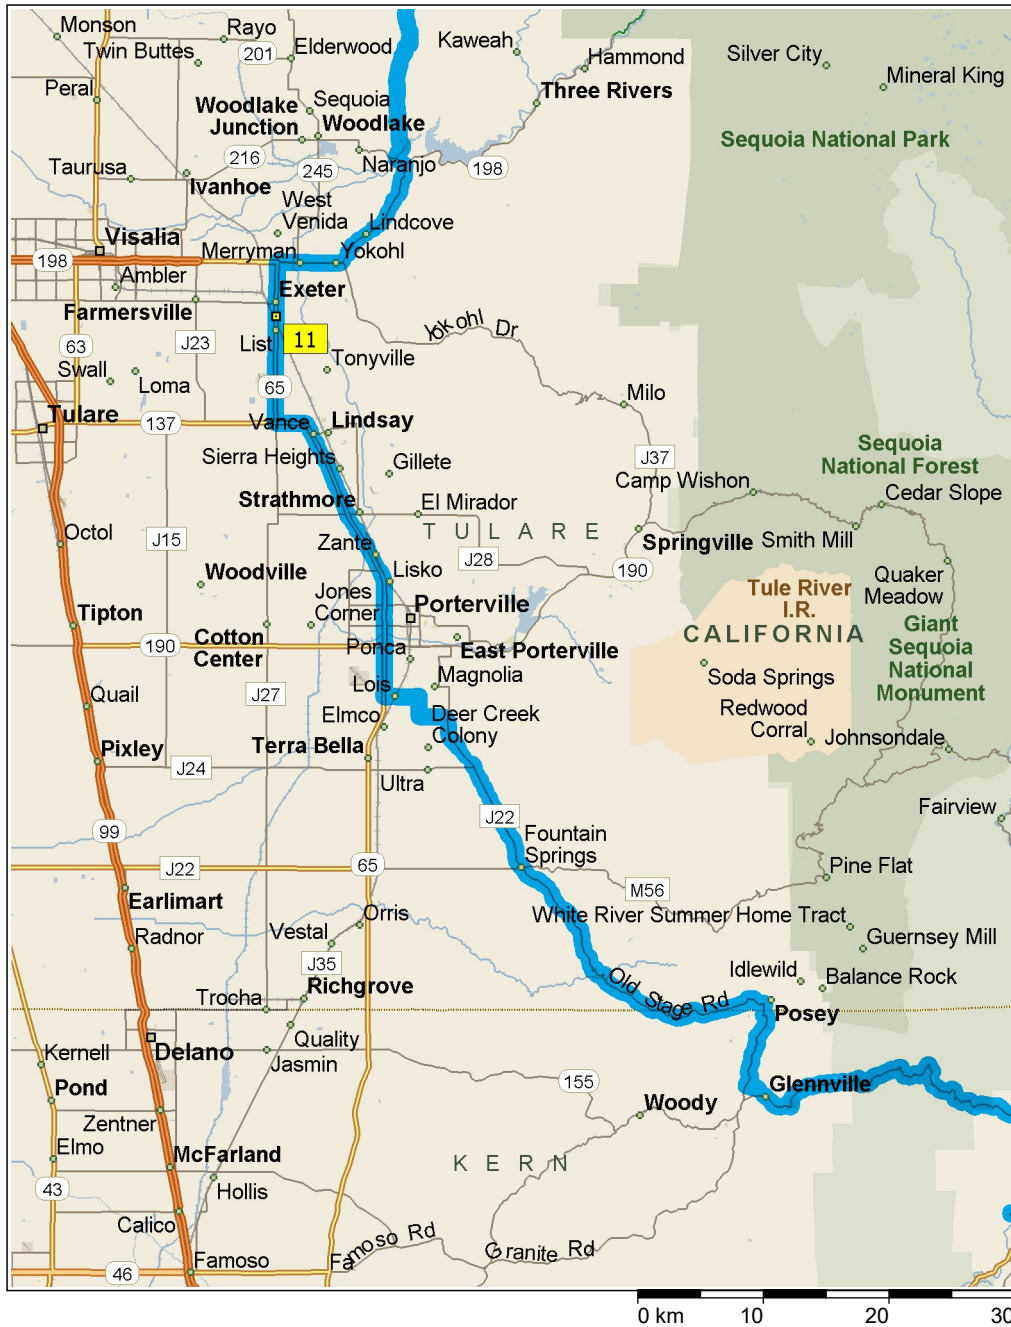 Monson
Rayo
Twin Buttes
201
Elderwood
Kaweah
Hammond
Silver City
Mineral King
Peral
Three Rivers
Woodlake
Junction
Sequoia
Woodlake
Sequoia National Park
Taurusa
216
Ivanhoe
245
Naranjo
198
West
Venida
Lindcove
Visalia
Merryman
Yokohl
198
Ambler
Exeter
Farmersville
63
J23
List
11
Tonyville
Yokohl Dr
Swall
Loma
65
Milo
Tulare
137
Vance
Lindsay
Sierra Heights
Gillete
J37
Sequoia
National Forest
Camp Wishon
Cedar Slope
Strathmore
El Mirador
TULARE
Octol
J15
Zante
J28
Springville
Smith Mill
Woodville
Lisko
190
Quaker
Meadow
Jones
Corner
Porterville
Tule River
I.R.
Tipton
CALIFORNIA
Giant
Sequoia
National
Monument
Cotton
Center
190
Ponca
East Porterville
Quail
J27
Lois
Magnolia
Soda Springs
Elmco
Deer Creek
Colony
Redwood
Corral
Johnsondale
Pixley
Terra Bella
J24
Ultra
99
J22
Fairview
Fountain
Springs
J22
65
Pine Flat
M56
Earlimart
Orris
White River Summer Home Tract
Radnor
Vestal
Guernsey Mill
J35
Idlewild
Balance Rock
Trocha
Richgrove
Old Stage Rd
Posey
Quality
Kernell
Delano
Jasmin
Pond
155
Glennville
Zentner
Woody
Elmo
McFarland
KERN
43
Hollis
Calico
Famoso
Famoso Rd
Granite Rd
46
0 km
10
20
30